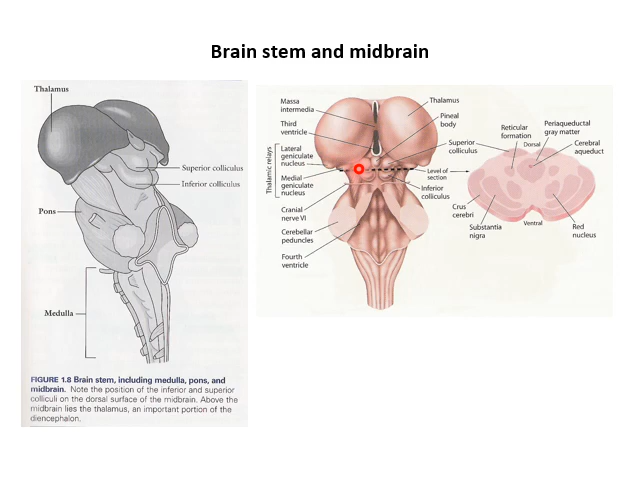 Brain stem and midbrain
Thalamus
Superior colliculus
Inferior colliculus
Pons
Medulla
FIGURE 1.8 Brain stem, including medulla, pons, and
midbrain. Note the position of the inferior and superior
colliculi on the dorsal surface of the midbrain. Above the
midbrain lies the thalamus, an important portion of the
diencephalon.
Massa
intermedia
Third
ventricle
Thalamic relays
Lateral
geniculate
nucleus
Medial
geniculate
nucleus
Cranial
nerve VI
Cerebellar
peduncles
Fourth
ventricle
Thalamus
Pineal
body
Superior
colliculus
Level of
section
Inferior
colliculus
Reticular
formation
Periaqueductal
gray matter
Dorsal
Cerebral
aqueduct
Crus
cerebri
Substantia
nigra
Ventral
Red
nucleus